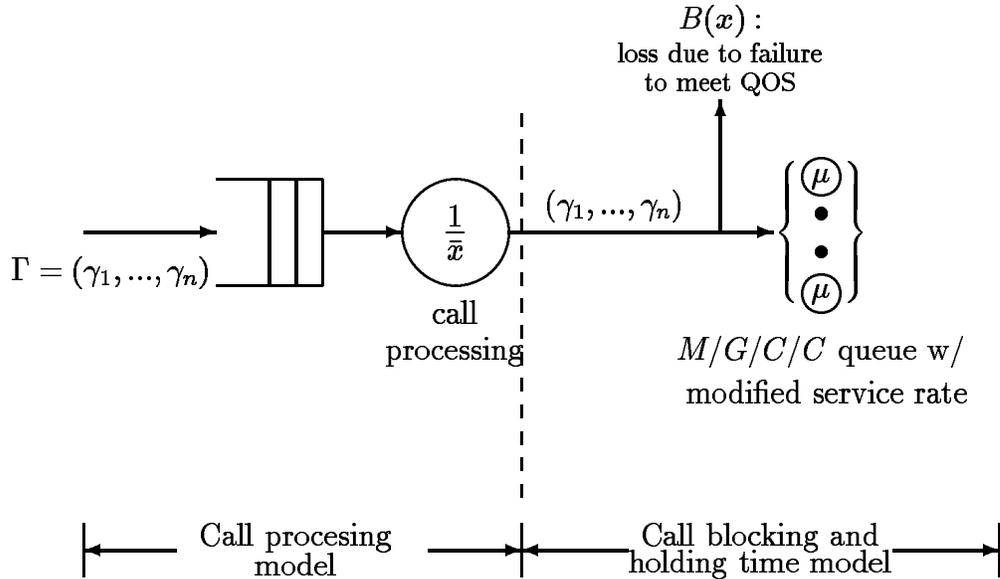 B(x) :
loss due to failure
to meet QOS
Γ = (γ₁, ..., γₙ)
1
x̄
call
processing
(γ₁, ..., γₙ)
μ
μ
M/G/C/C queue w/
modified service rate
Call procesing
model
Call blocking and
holding time model